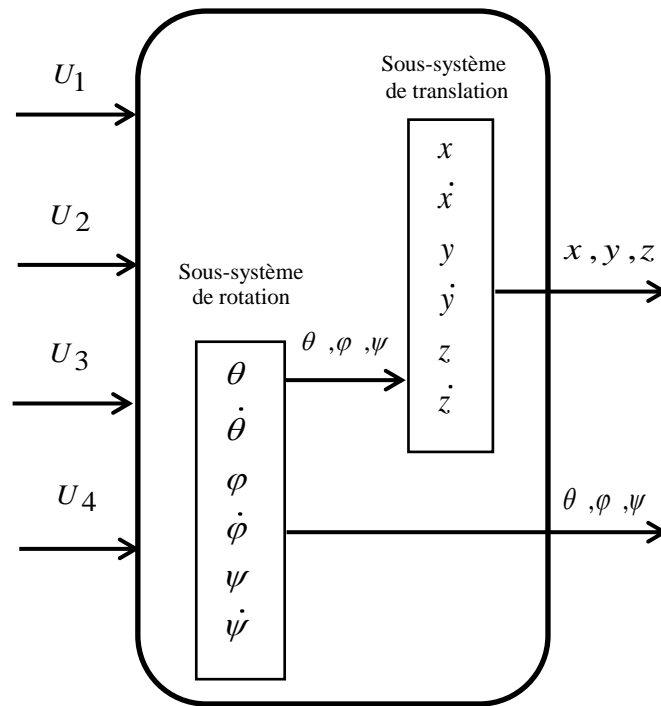 U1
U2
U3
U4
Sous-système
de translation
x
ẋ
y
ẏ
z
ż
Sous-système
de rotation
θ
θ̇
φ
φ̇
ψ
ψ̇
θ ,φ ,ψ
x , y , z
θ ,φ ,ψ